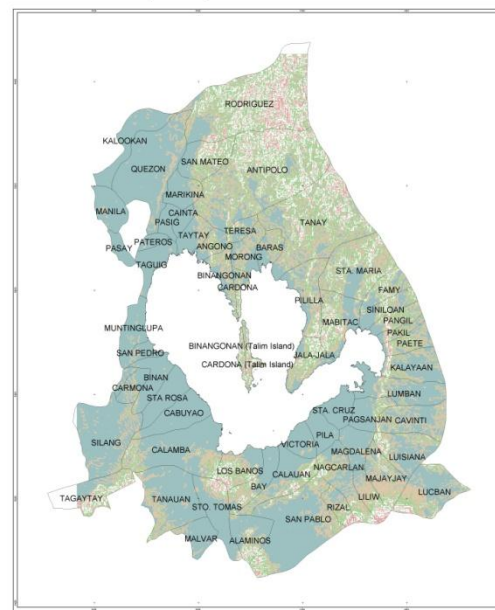 RODRIGUEZ
KALOOKAN
SAN MATEO
QUEZON
ANTIPOLO
MARIKINA
MANILA
CAINTA
PASIG
TANAY
TERESA
TAYTAY
PATEROS
PASAY
ANGONO
BARAS
MORONG
TAGUIG
STA. MARIA
BINANGONAN
CARDONA
FAMY
PILILLA
SINILOAN
MABITAC
PANGIL
MUNTINGLUPA
PAKIL
PAETE
BINANGONAN (Talim Island)
SAN PEDRO
JALA-JALA
CARDONA (Talim Island)
KALAYAAN
BINAN
CARMONA
STA ROSA
LUMBAN
CABUYAO
STA. CRUZ
PAGSANJAN
CAVINTI
PILA
SILANG
VICTORIA
CALAMBA
MAGDALENA
LUISIANA
NAGCARLAN
LOS BANOS
CALAUAN
MAJAYJAY
BAY
LUCBAN
TAGAYTAY
TANAUAN
LILIW
STO. TOMAS
RIZAL
SAN PABLO
MALVAR
ALAMINOS